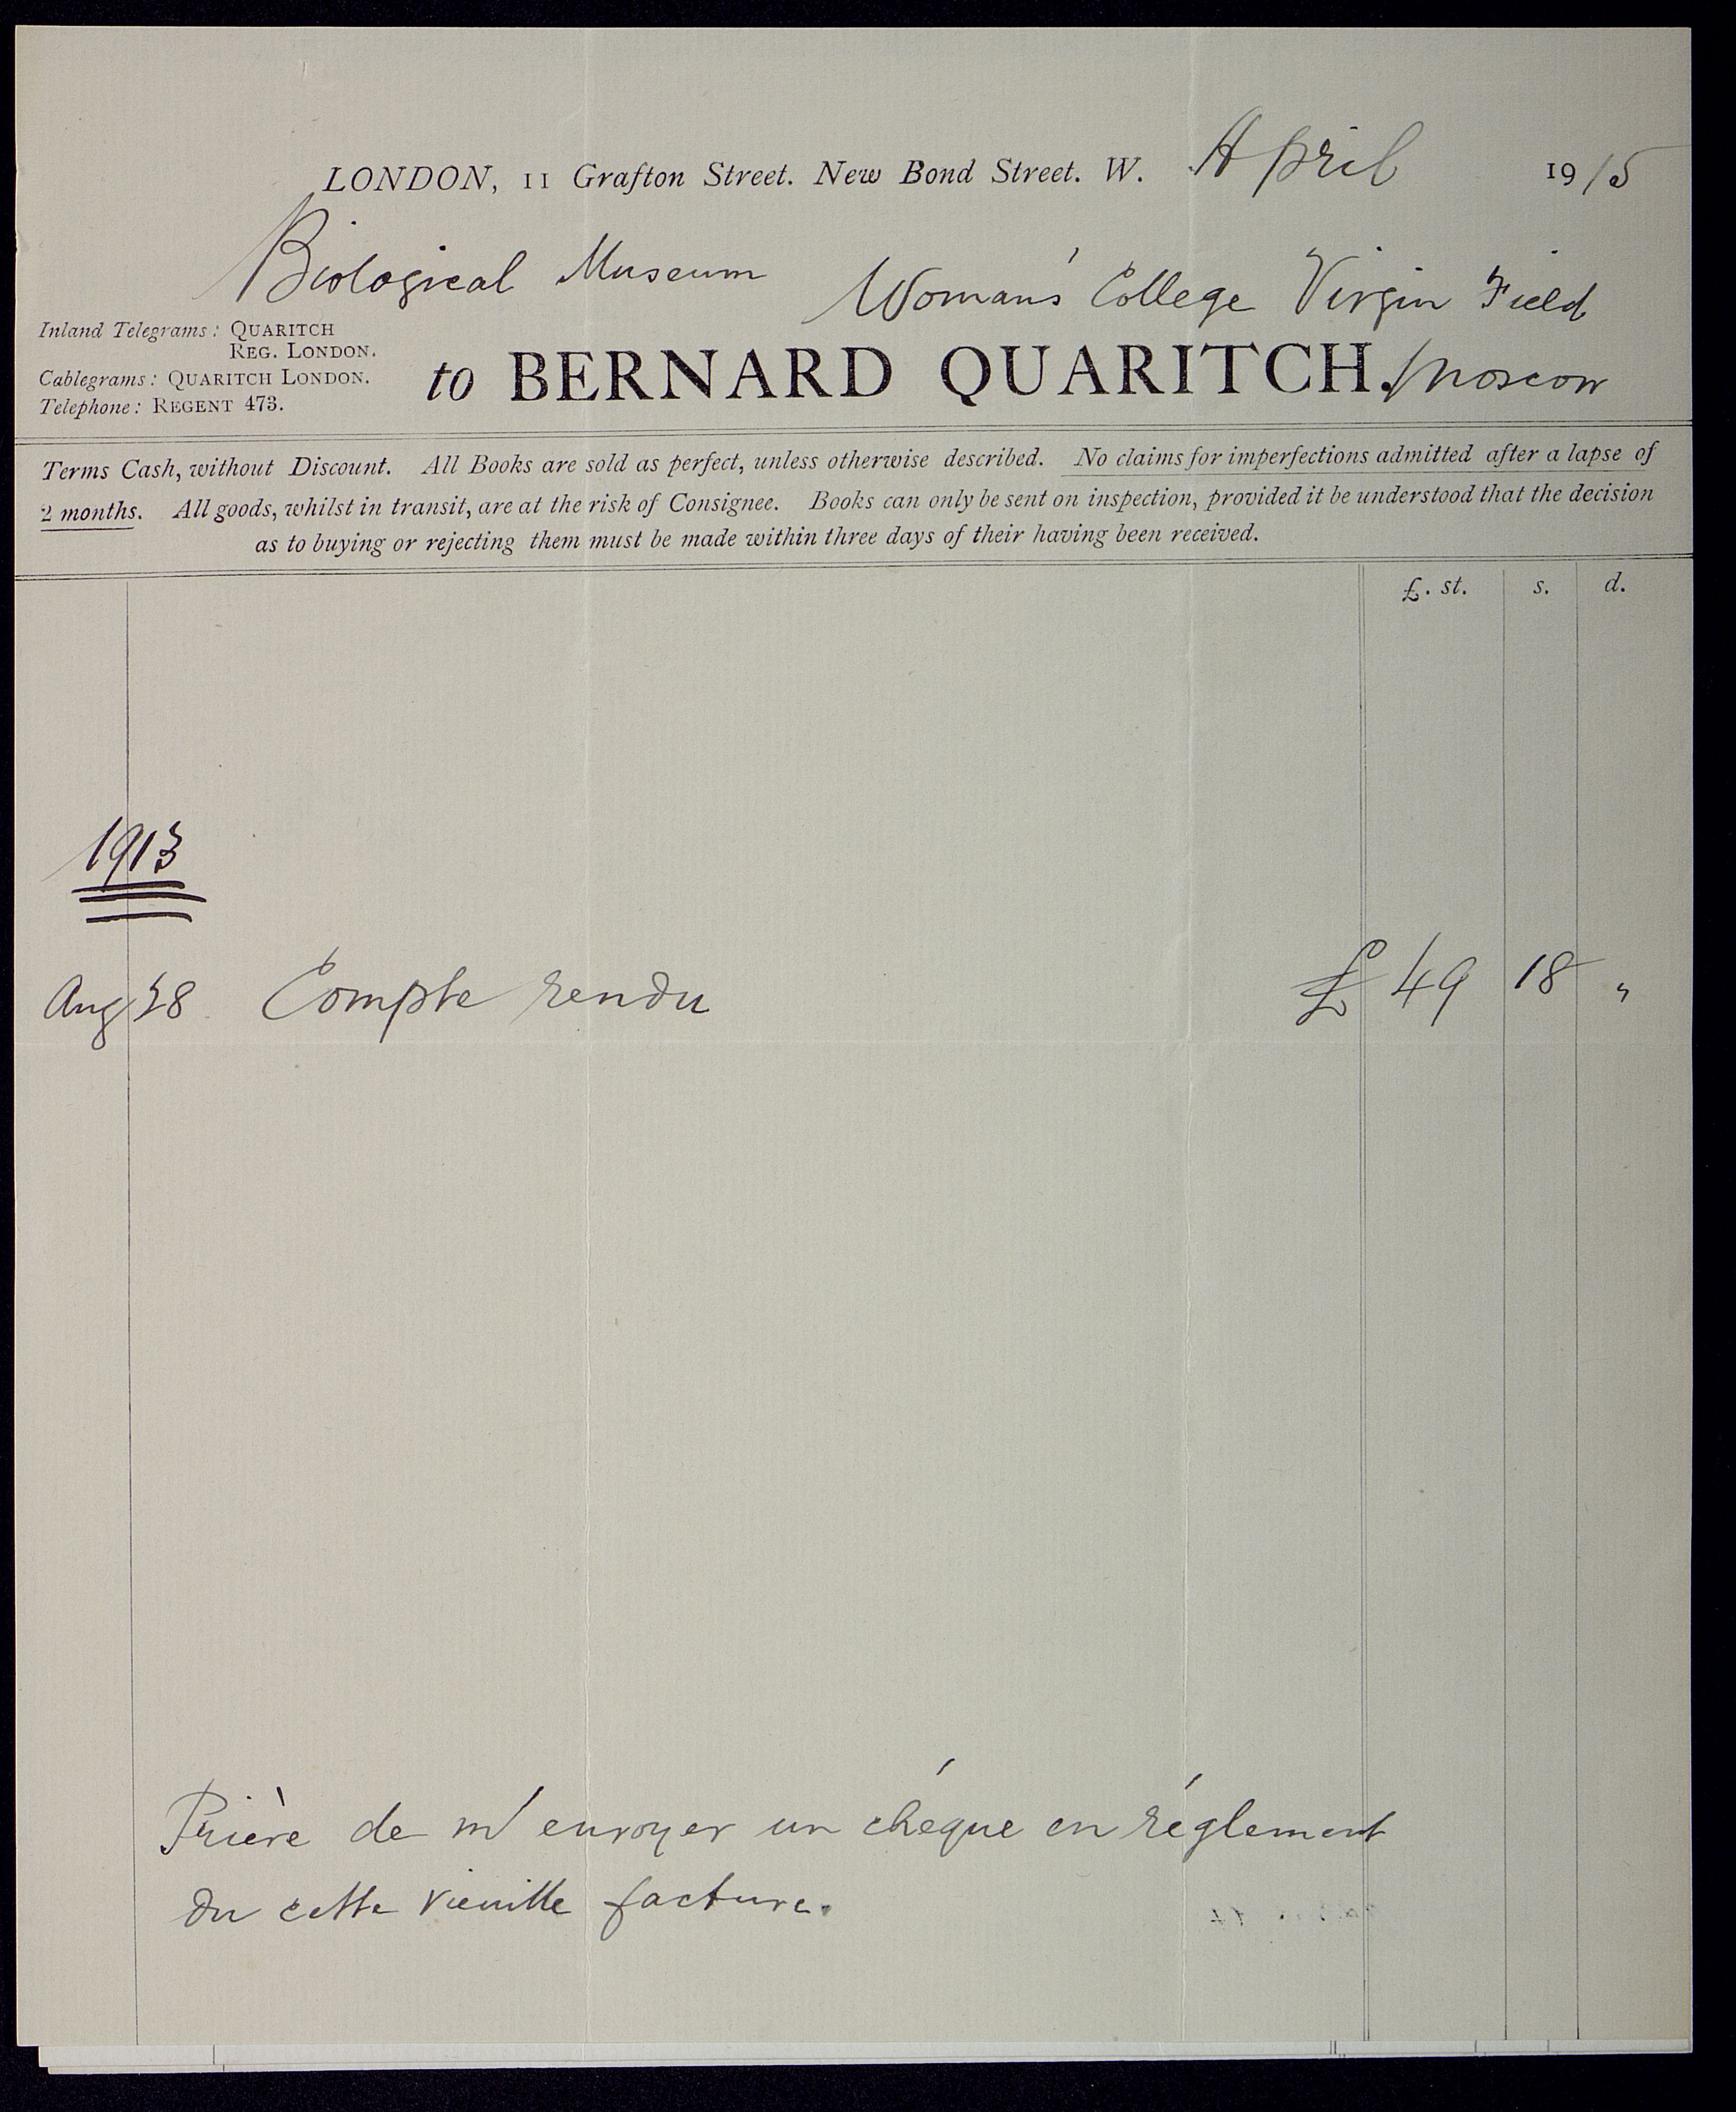 LONDON, 11 Grafton Street. New Bond Street. W. April 1915
Biological Museum Woman's College Virgin Field
Inland Telegrams: QUARITCH
REG. LONDON.
Cablegrams: QUARITCH LONDON.
Telephone: REGENT 473.
to BERNARD QUARITCH. Moscow
Terms Cash, without Discount. All Books are sold as perfect, unless otherwise described. No claims for imperfections admitted after a lapse of
2 months. All goods, whilst in transit, are at the risk of Consignee. Books can only be sent on inspection, provided it be understood that the decision
as to buying or rejecting them must be made within three days of their having been received.
£. st. s. d.
1913
Aug 28 Compte rendu £ 49 18 "
Prière de m'envoyer un chéque en réglement
du cette vieuille facture.